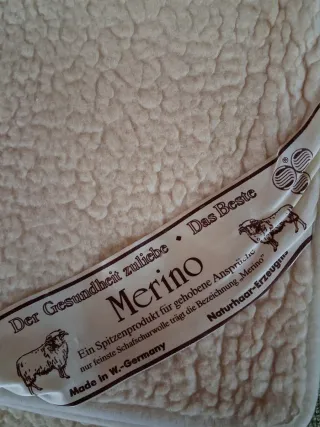 Der Gesundheit zuliebe • Das Beste
Merino
Ein Spitzenprodukt für gehobene Ansprüche
nur feinste Schafschurwolle trägt die Bezeichnung „Merino”
Made in W.-Germany
Naturhaar-Erzeugnis
®